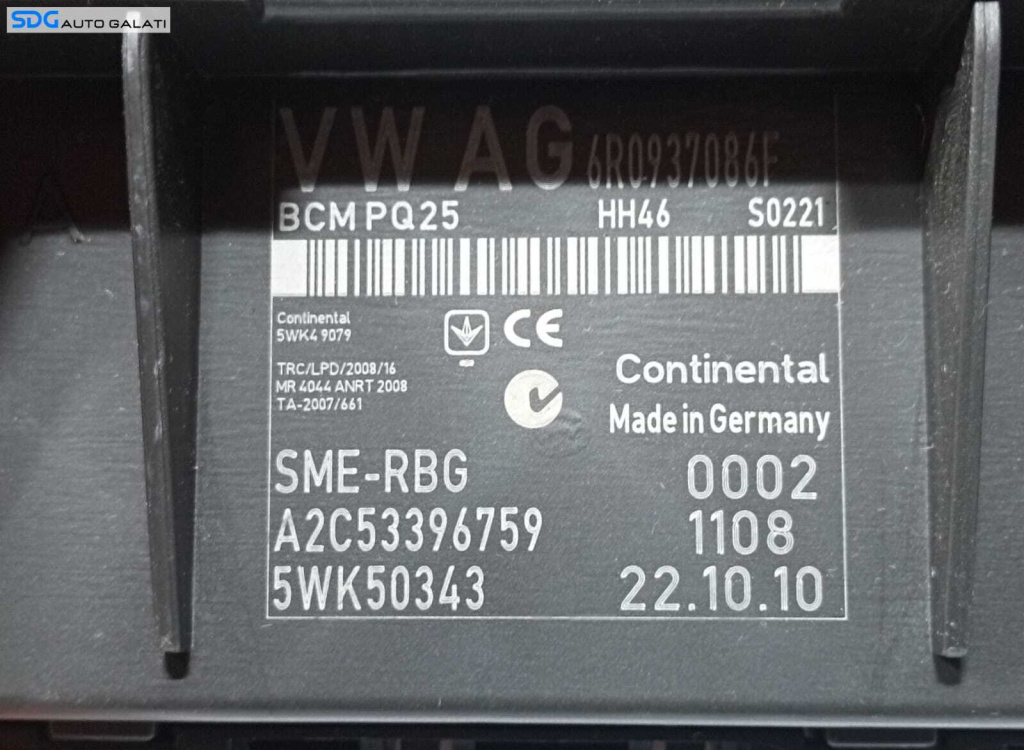 SDG AUTO GALATI
VW AG 6R0937086F
BCM PQ25 HH46 S0221
Continental
5WK4 9079
CE
TRC/LPD/2008/16
MR 4044 ANRT 2008
TA-2007/661
Continental
Made in Germany
SME-RBG 0002
A2C53396759 1108
5WK50343 22.10.10